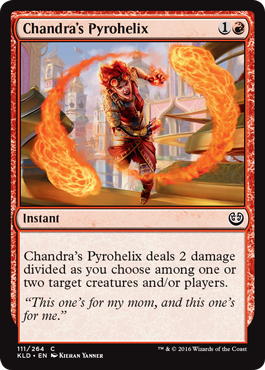 Chandra's Pyrohelix 1
Instant
Chandra's Pyrohelix deals 2 damage
divided as you choose among one or
two target creatures and/or players.
"This one's for my mom, and this one's
for me."
111/264 C
KLD • EN Kieran Yanner
™ & © 2016 Wizards of the Coast